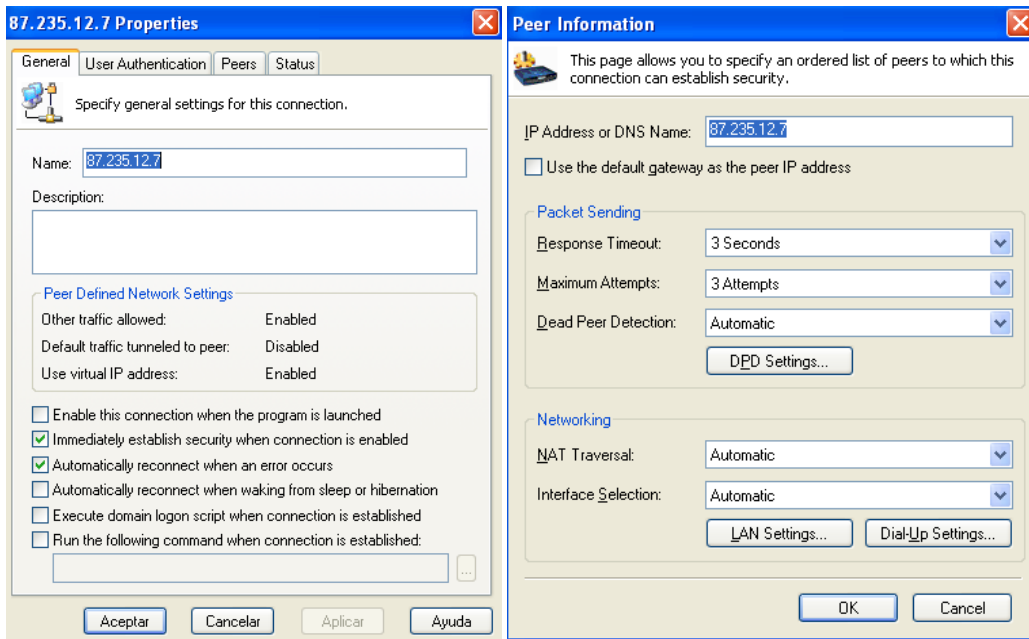 87.235.12.7 Properties
General
User Authentication
Peers
Status
Specify general settings for this connection.
Name:
87.235.12.7
Description:
Peer Defined Network Settings
Other traffic allowed:
Enabled
Default traffic tunneled to peer:
Disabled
Use virtual IP address:
Enabled
Enable this connection when the program is launched
Immediately establish security when connection is enabled
Automatically reconnect when an error occurs
Automatically reconnect when waking from sleep or hibernation
Execute domain logon script when connection is established
Run the following command when connection is established:
...
Aceptar
Cancelar
Aplicar
Ayuda
Peer Information
This page allows you to specify an ordered list of peers to which this
connection can establish security.
IP Address or DNS Name:
87.235.12.7
Use the default gateway as the peer IP address
Packet Sending
Response Timeout:
3 Seconds
Maximum Attempts:
3 Attempts
Dead Peer Detection:
Automatic
DPD Settings...
Networking
NAT Traversal:
Automatic
Interface Selection:
Automatic
LAN Settings...
Dial-Up Settings...
OK
Cancel